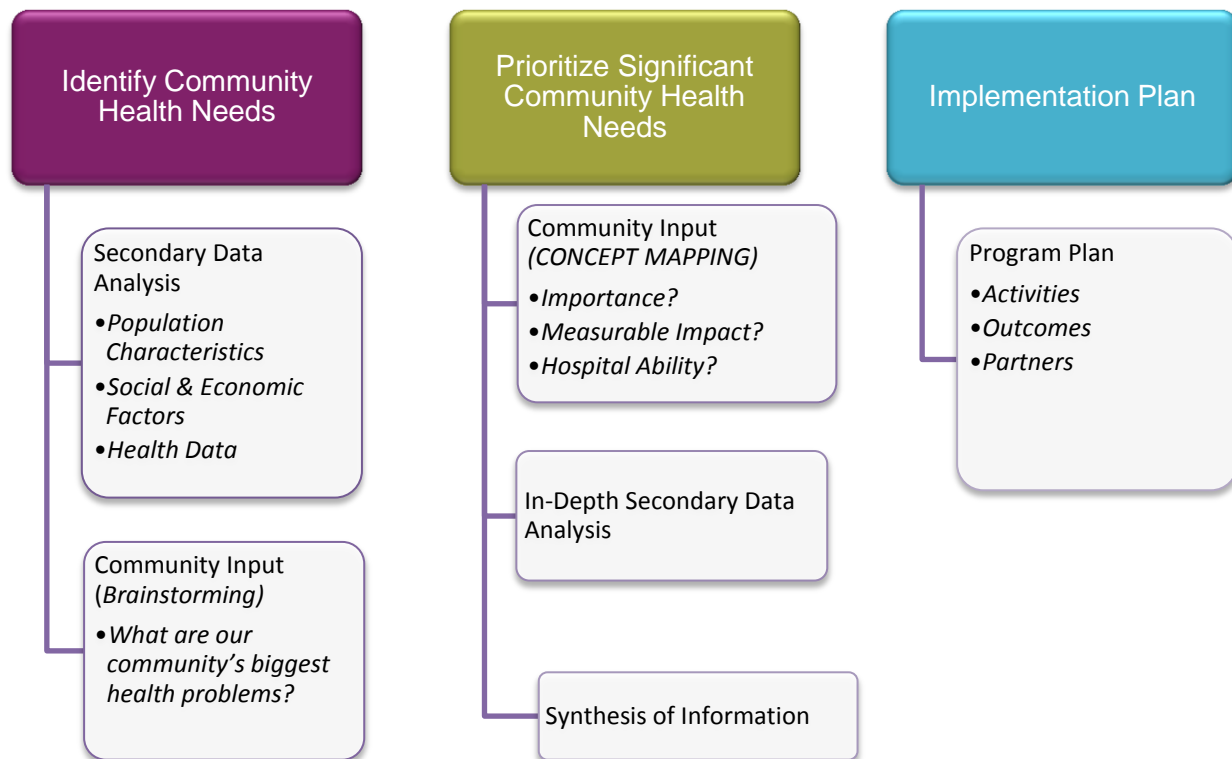 Identify Community
Health Needs
Secondary Data
Analysis
•Population
Characteristics
•Social & Economic
Factors
•Health Data
Community Input
(Brainstorming)
•What are our
community’s biggest
health problems?
Prioritize Significant
Community Health
Needs
Community Input
(CONCEPT MAPPING)
•Importance?
•Measurable Impact?
•Hospital Ability?
In-Depth Secondary Data
Analysis
Synthesis of Information
Implementation Plan
Program Plan
•Activities
•Outcomes
•Partners